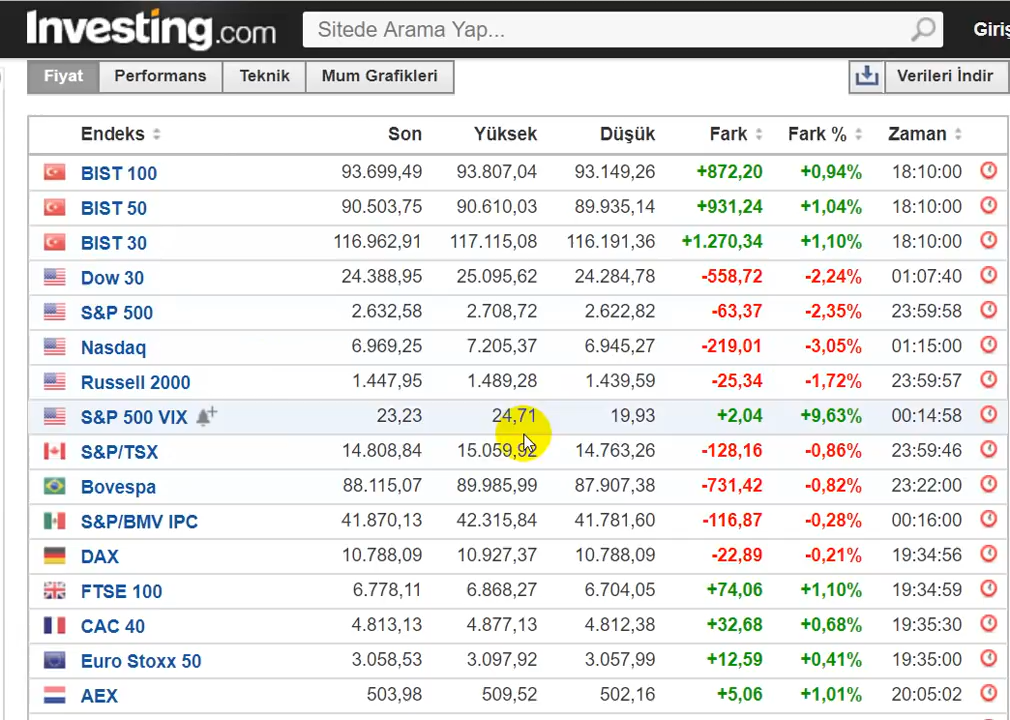 Investing.com Sitede Arama Yap... Giriş
Fiyat Performans Teknik Mum Grafikleri Verileri İndir
Endeks Son Yüksek Düşük Fark Fark % Zaman
BIST 100 93.699,49 93.807,04 93.149,26 +872,20 +0,94% 18:10:00
BIST 50 90.503,75 90.610,03 89.935,14 +931,24 +1,04% 18:10:00
BIST 30 116.962,91 117.115,08 116.191,36 +1.270,34 +1,10% 18:10:00
Dow 30 24.388,95 25.095,62 24.284,78 -558,72 -2,24% 01:07:40
S&P 500 2.632,58 2.708,72 2.622,82 -63,37 -2,35% 23:59:58
Nasdaq 6.969,25 7.205,37 6.945,27 -219,01 -3,05% 01:15:00
Russell 2000 1.447,95 1.489,28 1.439,59 -25,34 -1,72% 23:59:57
S&P 500 VIX 23,23 24,71 19,93 +2,04 +9,63% 00:14:58
S&P/TSX 14.808,84 15.059,92 14.763,26 -128,16 -0,86% 23:59:46
Bovespa 88.115,07 89.985,99 87.907,38 -731,42 -0,82% 23:22:00
S&P/BMV IPC 41.870,13 42.315,84 41.781,60 -116,87 -0,28% 00:16:00
DAX 10.788,09 10.927,37 10.788,09 -22,89 -0,21% 19:34:56
FTSE 100 6.778,11 6.868,27 6.704,05 +74,06 +1,10% 19:34:59
CAC 40 4.813,13 4.877,13 4.812,38 +32,68 +0,68% 19:35:30
Euro Stoxx 50 3.058,53 3.097,92 3.057,99 +12,59 +0,41% 19:35:00
AEX 503,98 509,52 502,16 +5,06 +1,01% 20:05:02